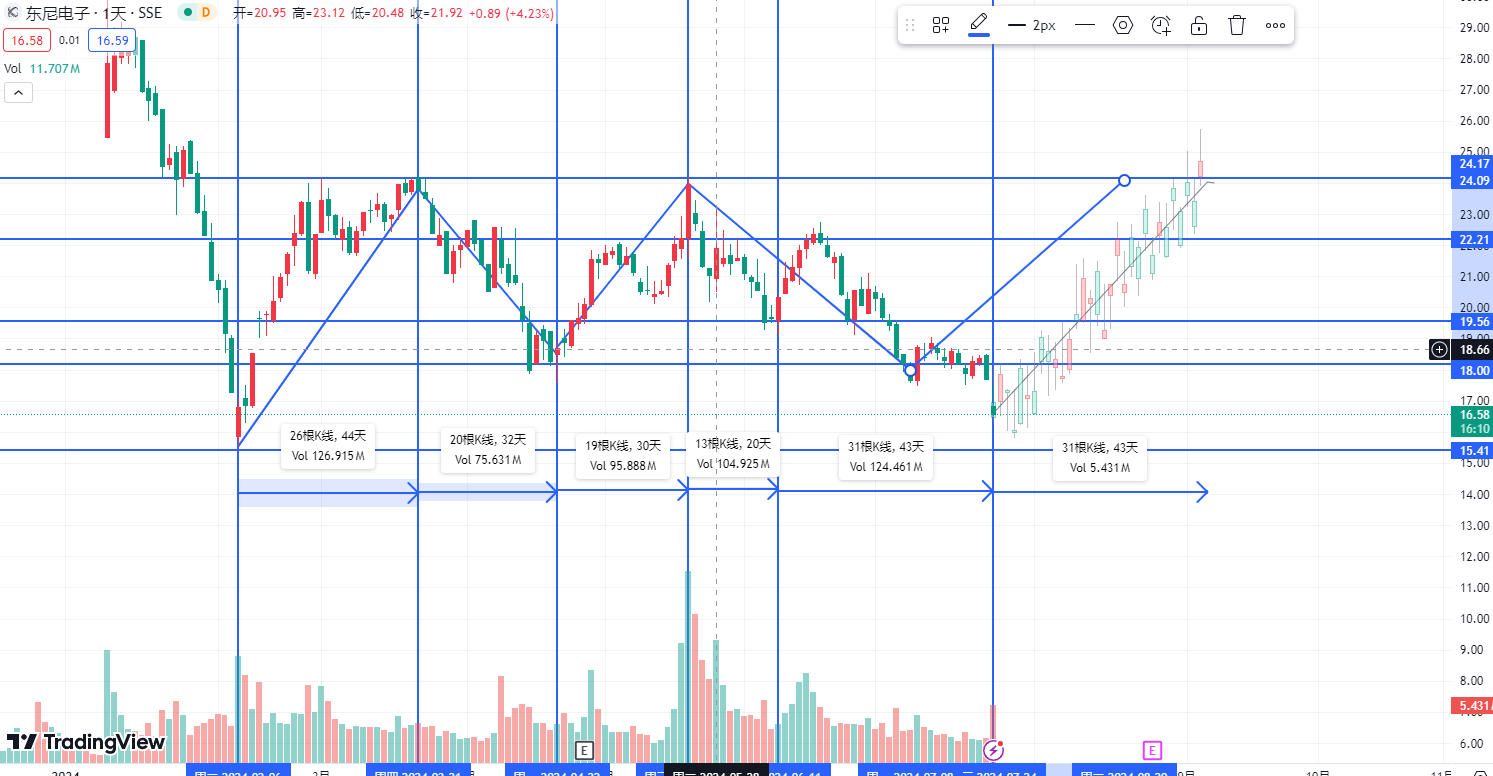 东尼电子 · 1天 · SSE D 开=20.95 高=23.12 低=20.48 收=21.92 +0.89 (+4.23%)
16.58 0.01 16.59
Vol 11.707M
2px
29.00
28.00
27.00
26.00
25.00
24.17
24.09
23.00
22.21
21.00
20.00
19.56
19.00
18.66
18.00
17.00
16.58
16:10
15.41
15.00
14.00
13.00
12.00
11.00
10.00
9.00
8.00
5.431M
6.00
26根K线, 44天
Vol 126.915M
20根K线, 32天
Vol 75.631M
19根K线, 30天
Vol 95.888M
13根K线, 20天
Vol 104.925M
31根K线, 43天
Vol 124.461M
31根K线, 43天
Vol 5.431M
E
E
TradingView
2024
3月
9月
10月
11月